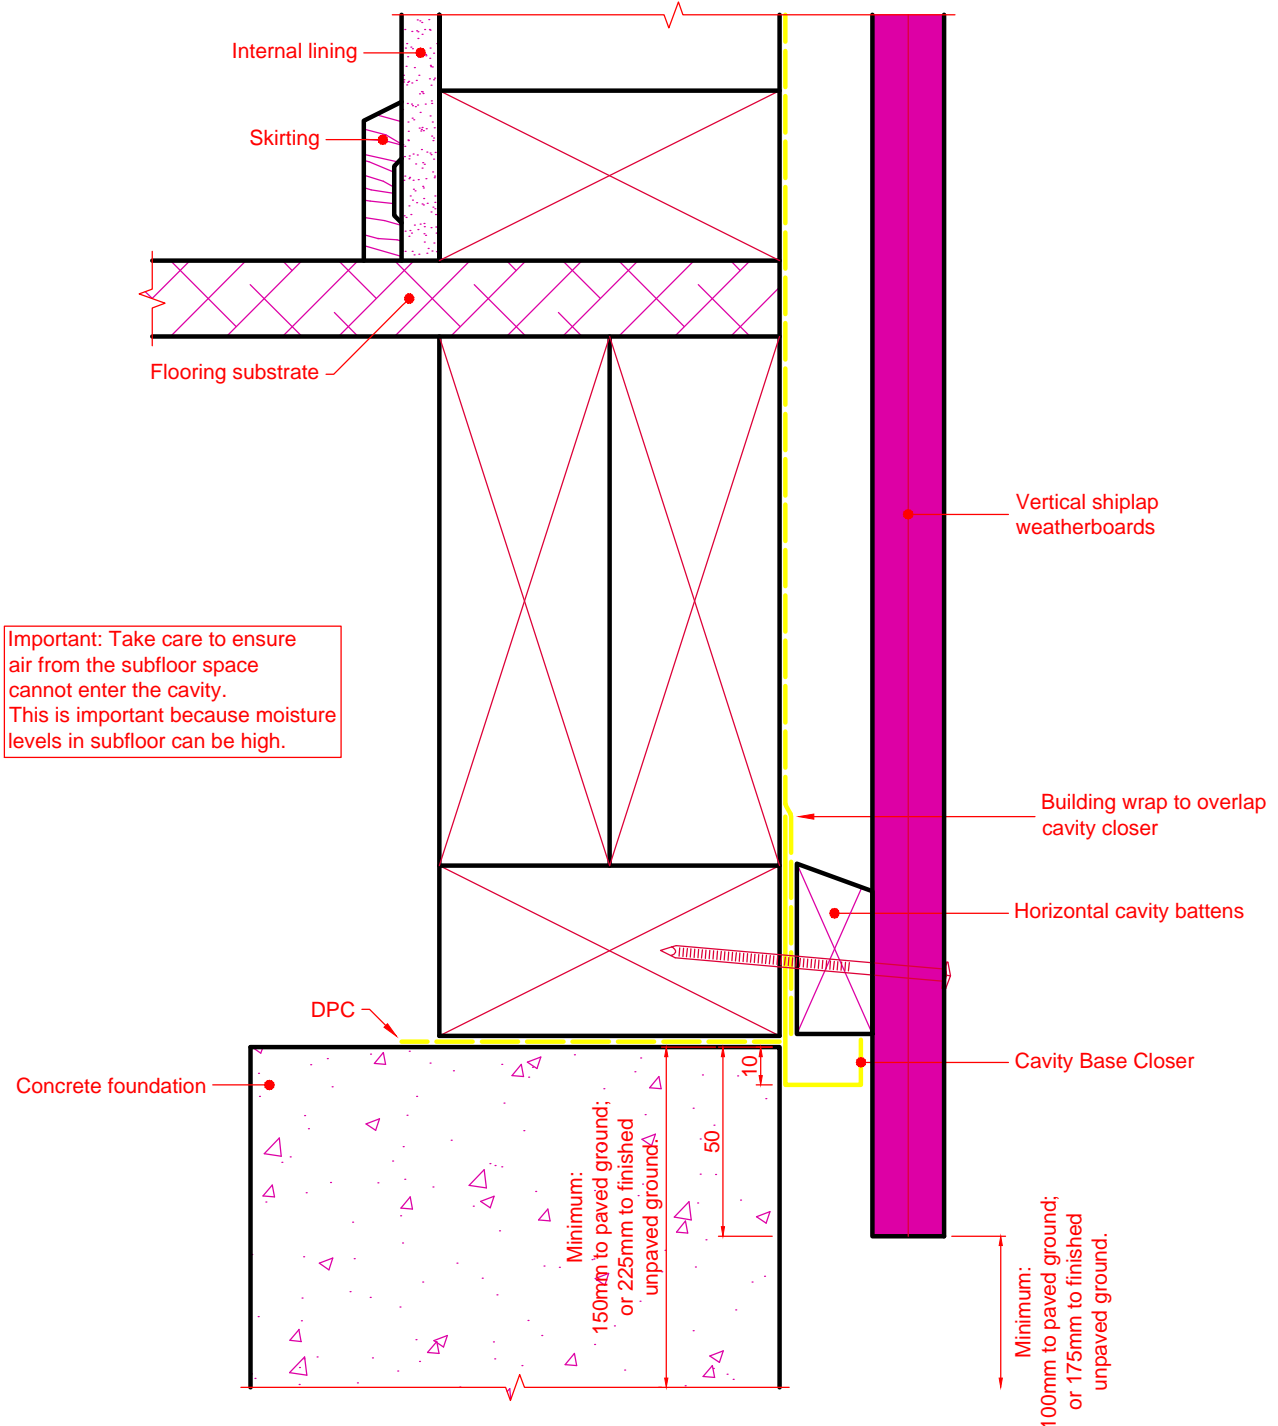 Internal lining
Skirting
Flooring substrate
Vertical shiplap
weatherboards
Important: Take care to ensure
air from the subfloor space
cannot enter the cavity.
This is important because moisture
levels in subfloor can be high.
Building wrap to overlap
cavity closer
Horizontal cavity battens
DPC
Cavity Base Closer
Concrete foundation
10
50
Minimum:
150mm to paved ground;
or 225mm to finished
unpaved ground.
Minimum:
100mm to paved ground;
or 175mm to finished
unpaved ground.